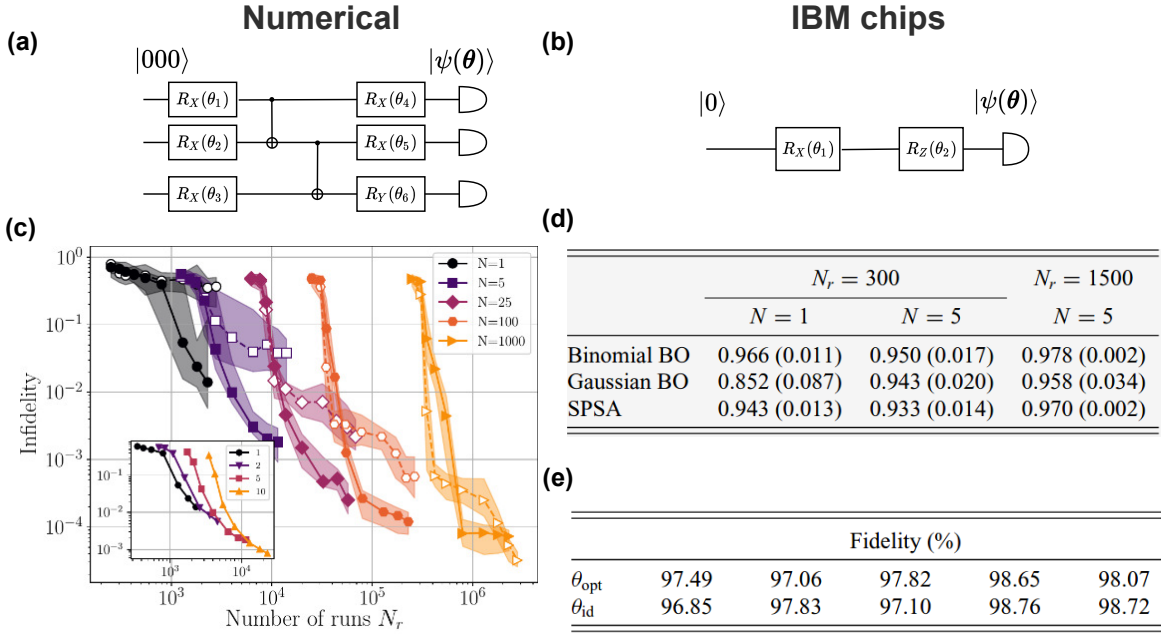 Numerical
IBM chips
(a)
|000⟩
|ψ(θ)⟩
R_X(θ_1)
R_X(θ_4)
R_X(θ_2)
R_X(θ_5)
R_X(θ_3)
R_Y(θ_6)
(b)
|0⟩
|ψ(θ)⟩
R_X(θ_1)
R_Z(θ_2)
(c)
Infidelity
10^0
10^{-1}
10^{-2}
10^{-3}
10^{-4}
N=1
N=5
N=25
N=100
N=1000
10^{-1}
10^{-2}
10^{-3}
1
2
5
10
10^3
10^4
10^3
10^4
10^5
10^6
Number of runs N_r
(d)
N_r = 300 N_r = 1500
N = 1 N = 5 N = 5
Binomial BO 0.966 (0.011) 0.950 (0.017) 0.978 (0.002)
Gaussian BO 0.852 (0.087) 0.943 (0.020) 0.958 (0.034)
SPSA 0.943 (0.013) 0.933 (0.014) 0.970 (0.002)
(e)
Fidelity (%)
θ_opt 97.49 97.06 97.82 98.65 98.07
θ_id 96.85 97.83 97.10 98.76 98.72